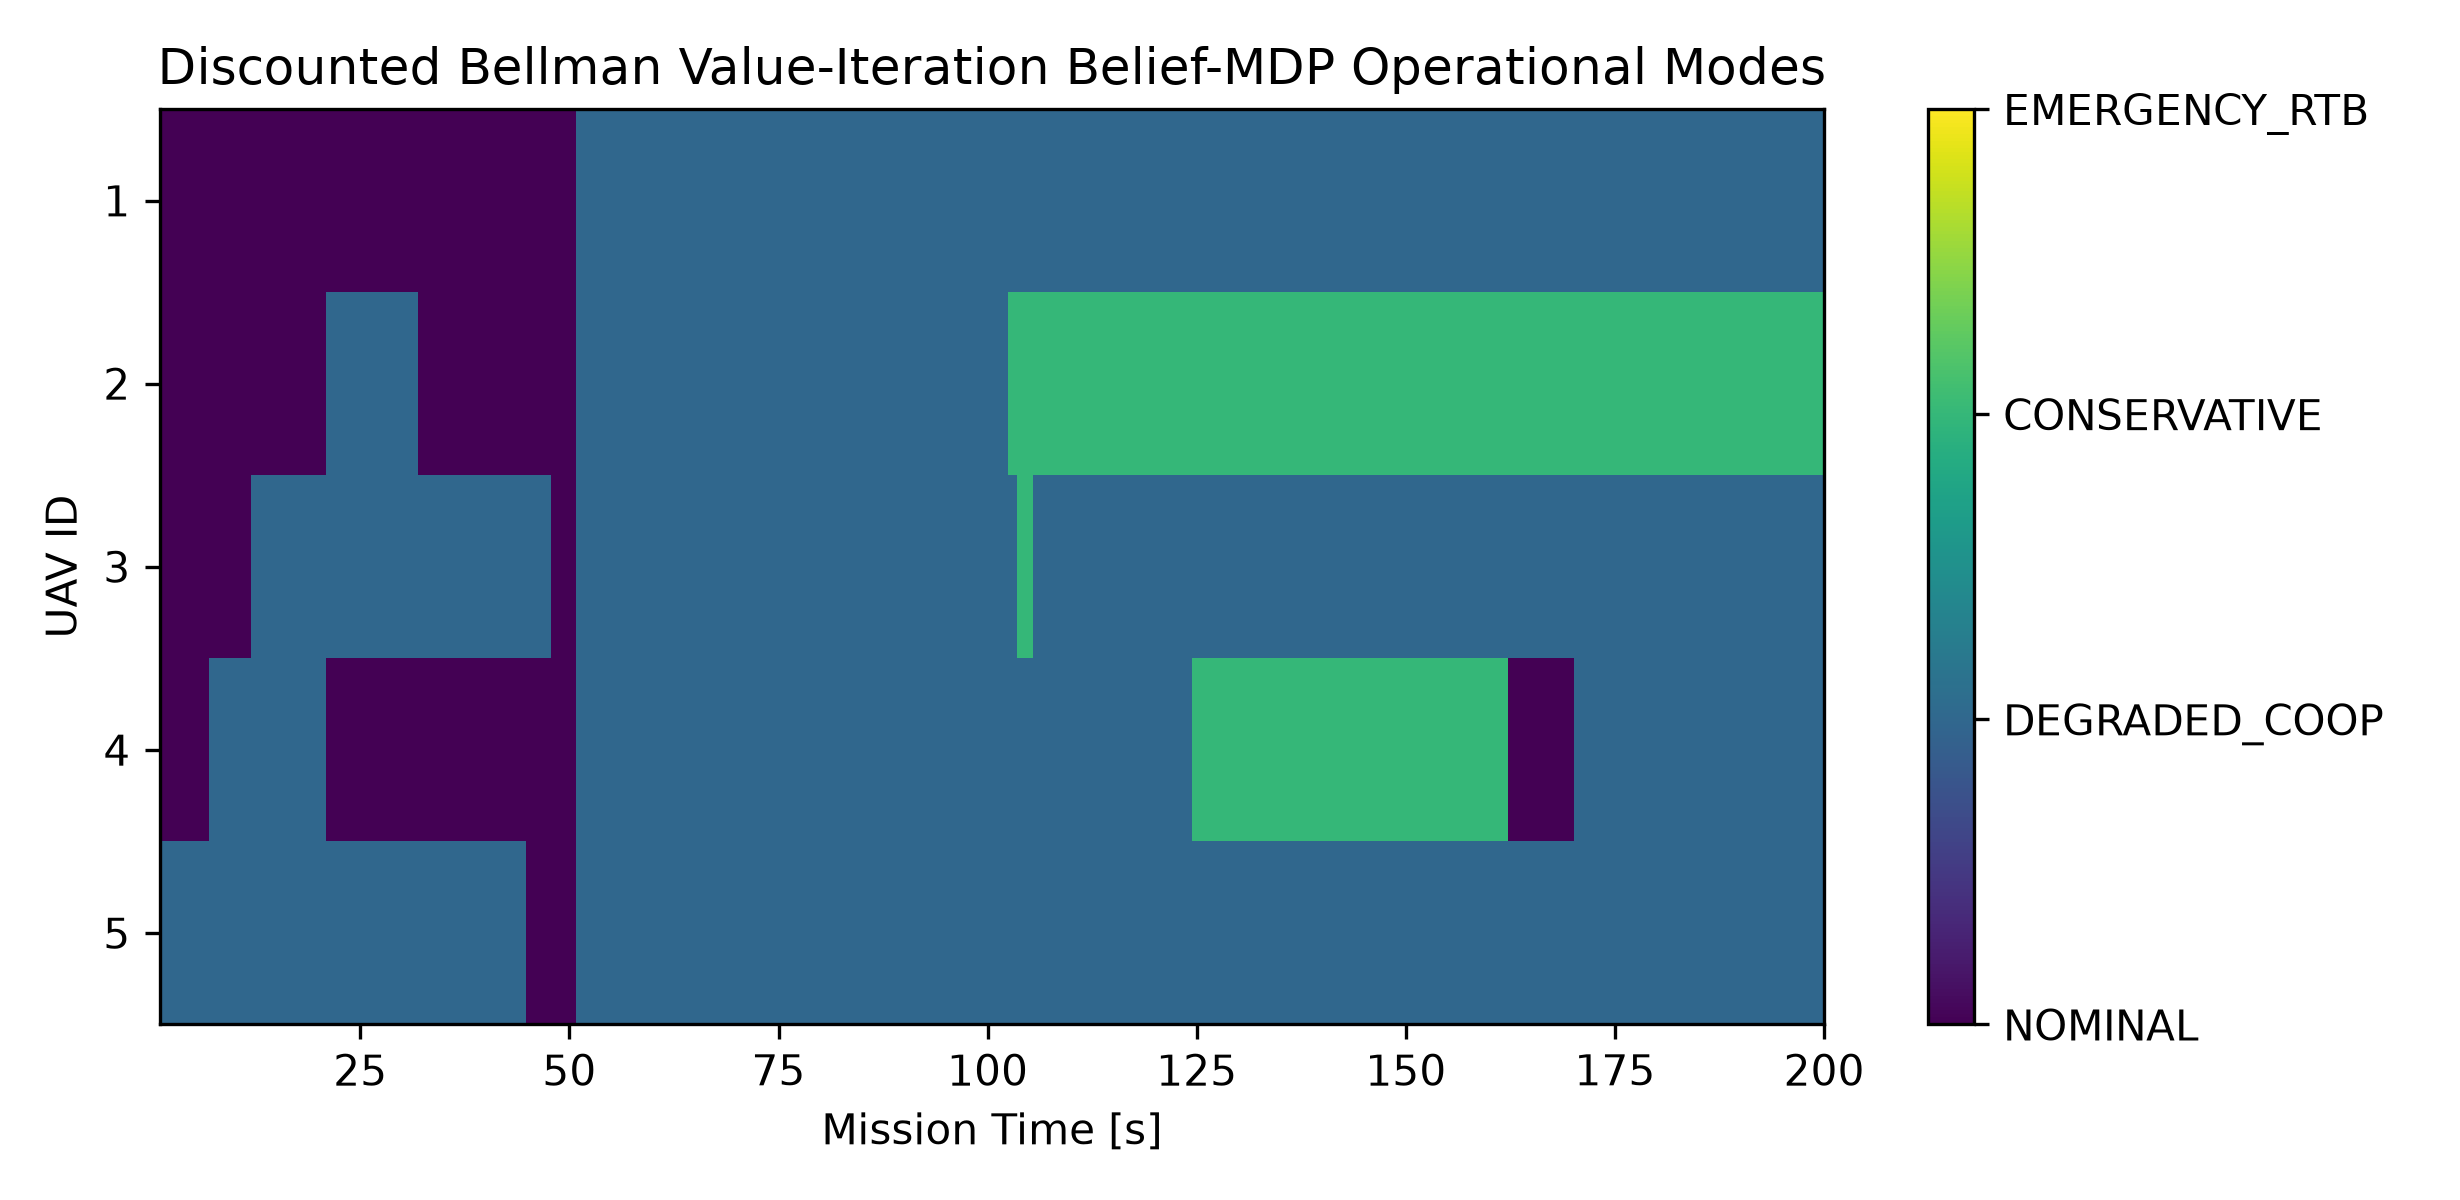 Discounted Bellman Value-Iteration Belief-MDP Operational Modes
EMERGENCY_RTB
CONSERVATIVE
DEGRADED_COOP
NOMINAL
UAV ID
1
2
3
4
5
25 50 75 100 125 150 175 200
Mission Time [s]